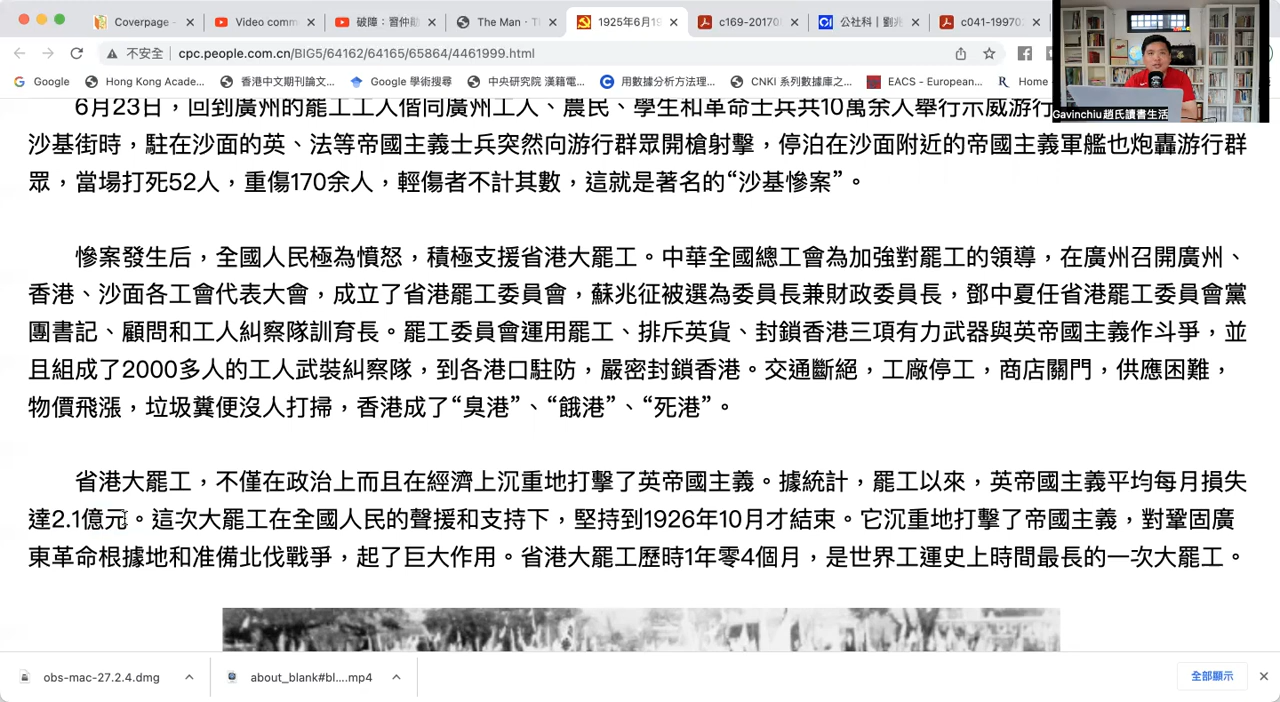 Coverpage -
Video comm
破障：習仲勛
The Man · T
1925年6月19
c169-20170
公社科丨劉兆
c041-19970
不安全
cpc.people.com.cn/BIG5/64162/64165/65864/4461999.html
Google
Hong Kong Acade...
香港中文期刊論文...
Google 學術搜尋
中央研究院 漢籍電...
用數據分析方法理...
CNKI 系列數據庫之...
EACS - European...
Home
Gavinchiu趙氏讀書生活
6月23日，回到廣州的罷工工人偕同廣州工人、農民、學生和革命士兵共10萬余人舉行示威游行
沙基街時，駐在沙面的英、法等帝國主義士兵突然向游行群眾開槍射擊，停泊在沙面附近的帝國主義軍艦也炮轟游行群
眾，當場打死52人，重傷170余人，輕傷者不計其數，這就是著名的“沙基慘案”。
慘案發生后，全國人民極為憤怒，積極支援省港大罷工。中華全國總工會為加強對罷工的領導，在廣州召開廣州、
香港、沙面各工會代表大會，成立了省港罷工委員會，蘇兆征被選為委員長兼財政委員長，鄧中夏任省港罷工委員會黨
團書記、顧問和工人糾察隊訓育長。罷工委員會運用罷工、排斥英貨、封鎖香港三項有力武器與英帝國主義作斗爭，並
且組成了2000多人的工人武裝糾察隊，到各港口駐防，嚴密封鎖香港。交通斷絕，工廠停工，商店關門，供應困難，
物價飛漲，垃圾糞便沒人打掃，香港成了“臭港”、“餓港”、“死港”。
省港大罷工，不僅在政治上而且在經濟上沉重地打擊了英帝國主義。據統計，罷工以來，英帝國主義平均每月損失
達2.1億元。這次大罷工在全國人民的聲援和支持下，堅持到1926年10月才結束。它沉重地打擊了帝國主義，對鞏固廣
東革命根據地和准備北伐戰爭，起了巨大作用。省港大罷工歷時1年零4個月，是世界工運史上時間最長的一次大罷工。
obs-mac-27.2.4.dmg
about_blank#bl....mp4
全部顯示